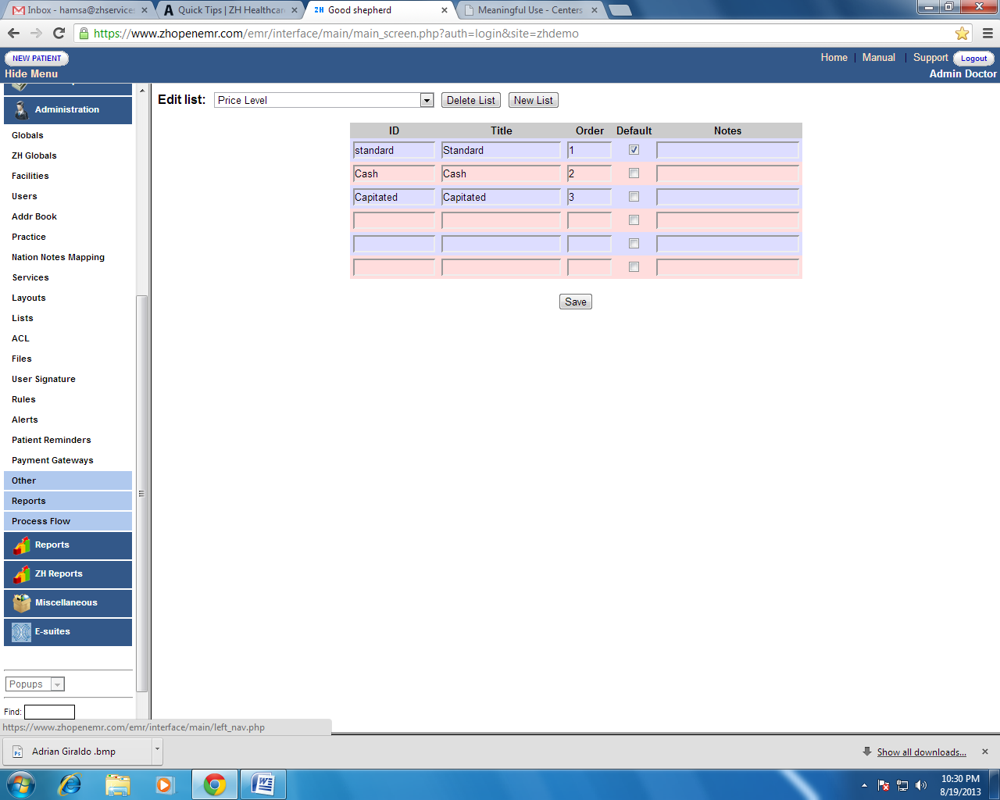 Inbox - hamsa@zhservices
Quick Tips | ZH Healthcar
ZH Good shepherd
Meaningful Use - Centers
https://www.zhopenemr.com/emr/interface/main/main_screen.php?auth=login&site=zhdemo
NEW PATIENT
Home | Manual | Support Logout
Hide Menu
Admin Doctor
Administration
Globals
ZH Globals
Facilities
Users
Addr Book
Practice
Nation Notes Mapping
Services
Layouts
Lists
ACL
Files
User Signature
Rules
Alerts
Patient Reminders
Payment Gateways
Other
Reports
Process Flow
Reports
ZH Reports
Miscellaneous
E-suites
Popups
Find:
Edit list: Price Level Delete List New List
ID Title Order Default Notes
standard Standard 1
Cash Cash 2
Capitated Capitated 3
Save
https://www.zhopenemr.com/emr/interface/main/left_nav.php
Adrian Giraldo .bmp
Show all downloads...
10:30 PM
8/19/2013